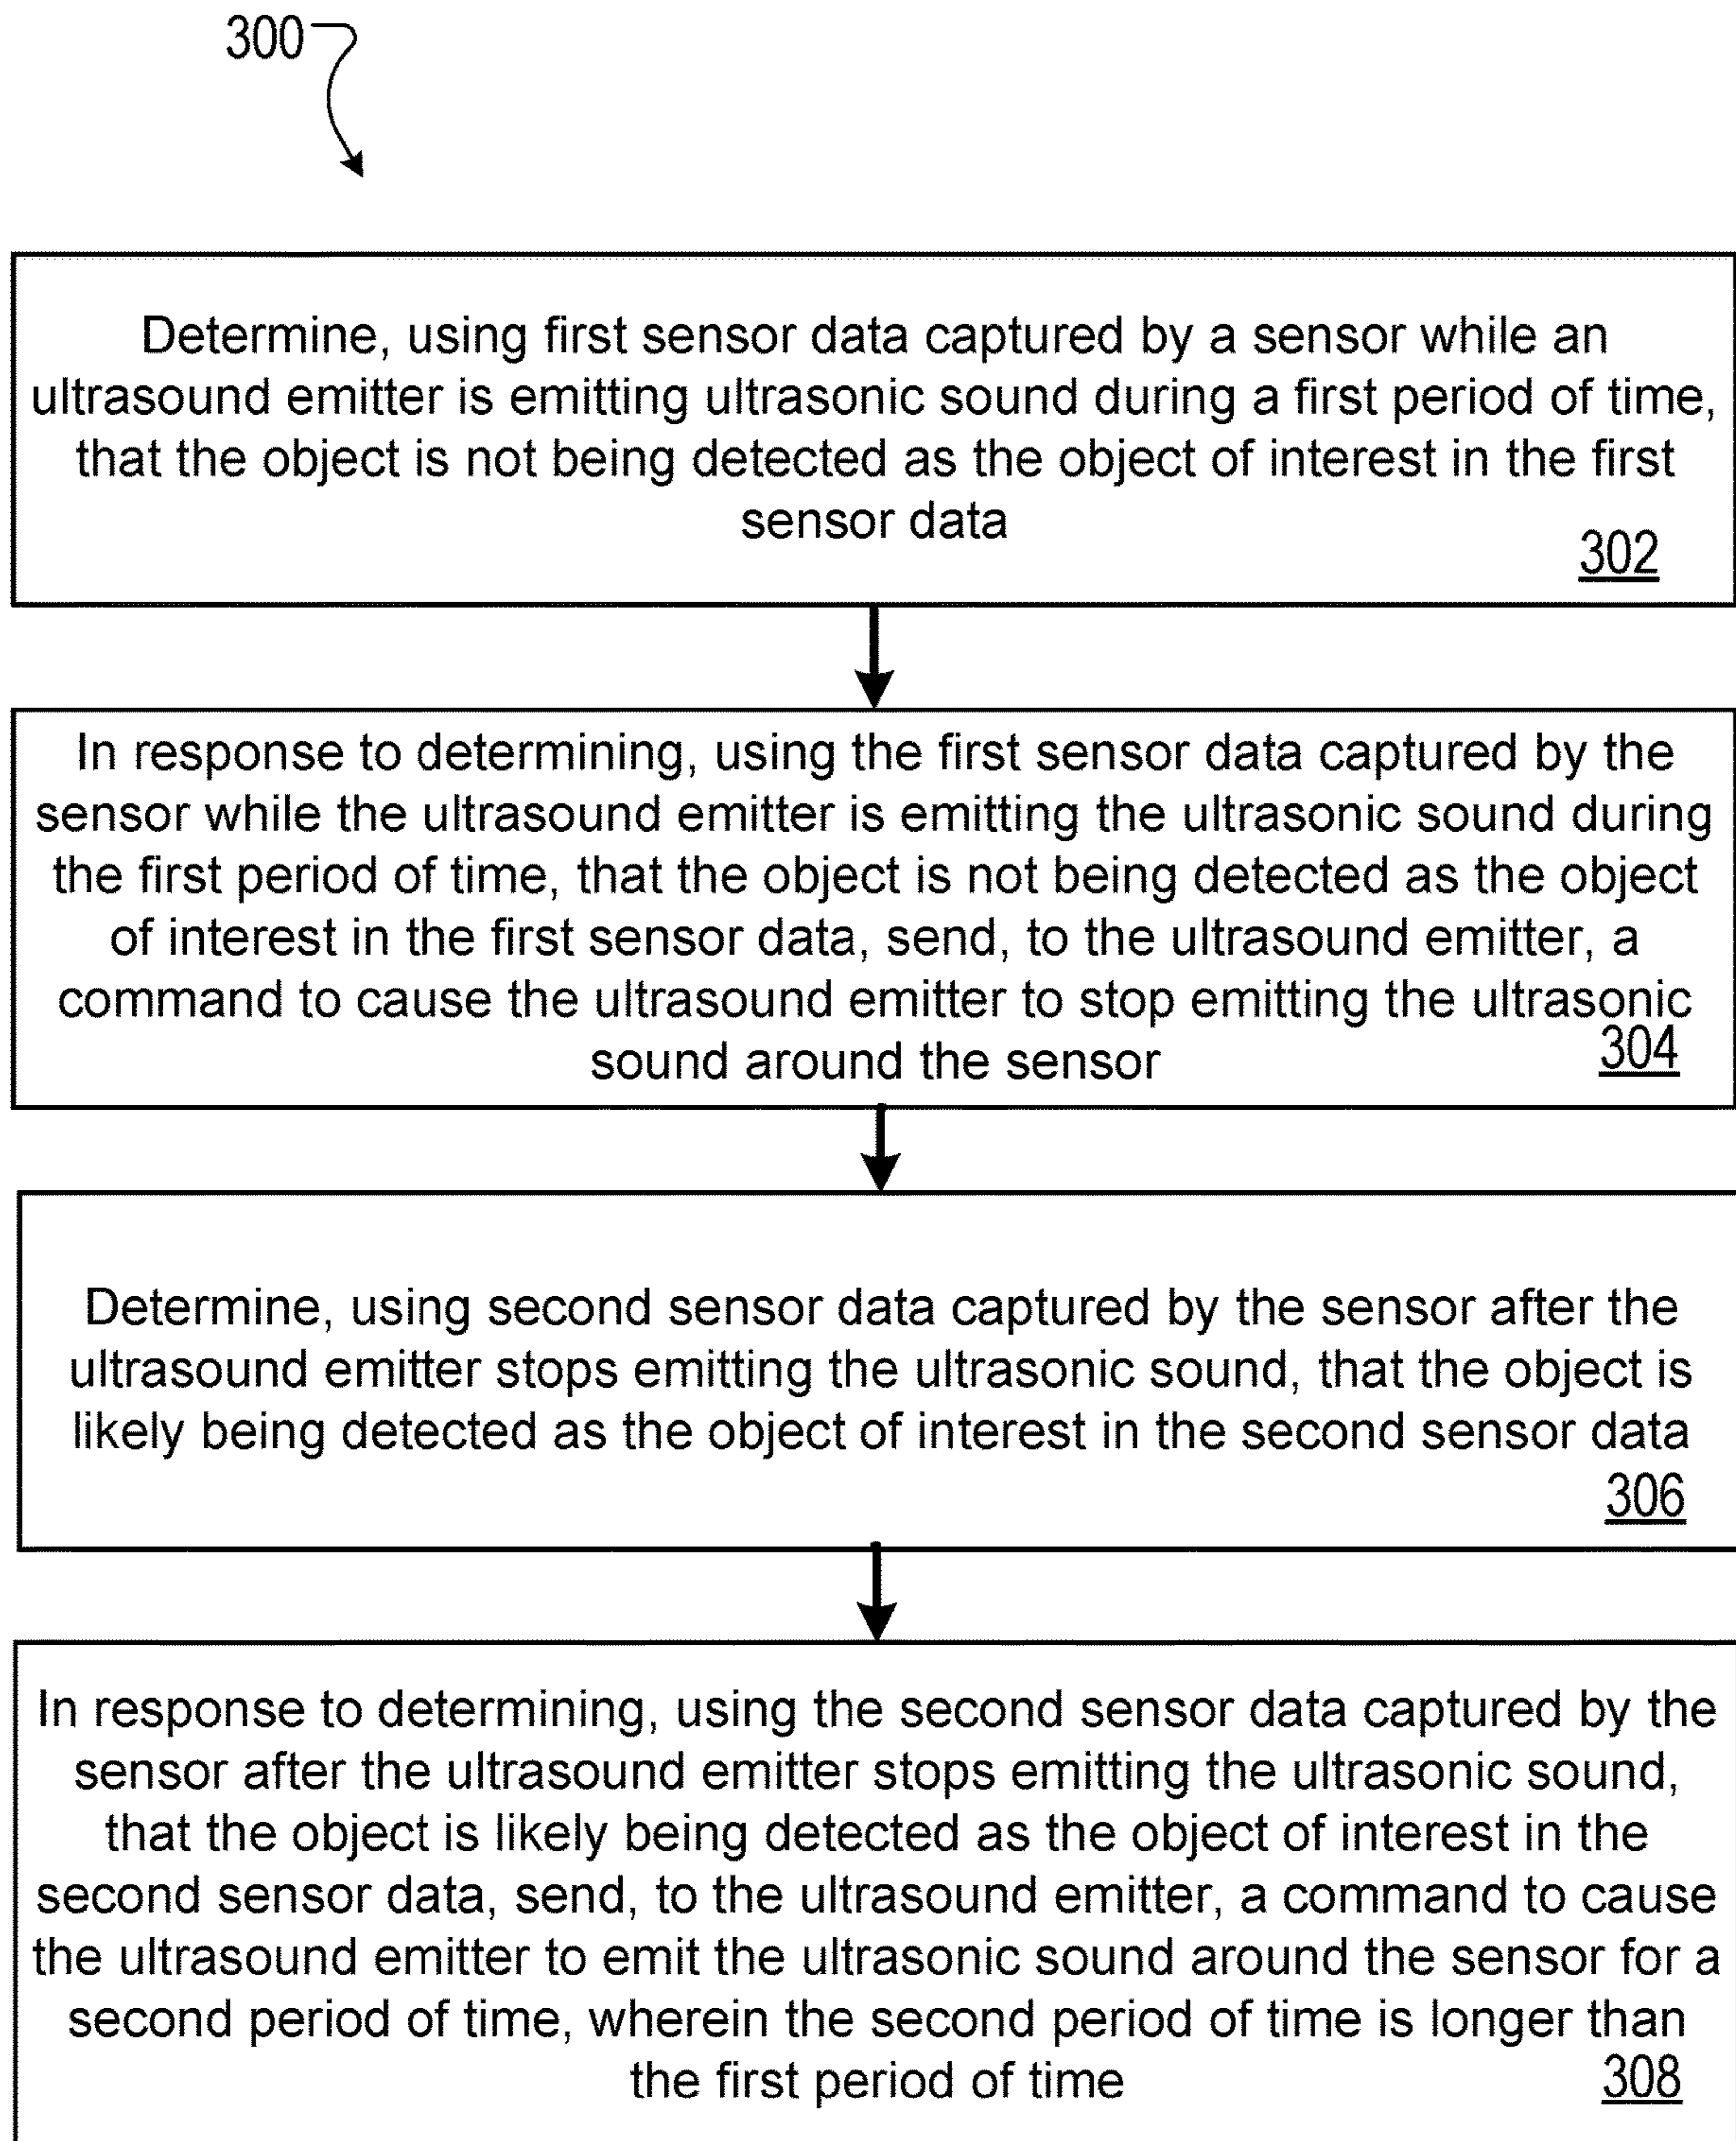 300
Determine, using first sensor data captured by a sensor while an
ultrasound emitter is emitting ultrasonic sound during a first period of time,
that the object is not being detected as the object of interest in the first
sensor data
302
In response to determining, using the first sensor data captured by the
sensor while the ultrasound emitter is emitting the ultrasonic sound during
the first period of time, that the object is not being detected as the object
of interest in the first sensor data, send, to the ultrasound emitter, a
command to cause the ultrasound emitter to stop emitting the ultrasonic
sound around the sensor
304
Determine, using second sensor data captured by the sensor after the
ultrasound emitter stops emitting the ultrasonic sound, that the object is
likely being detected as the object of interest in the second sensor data
306
In response to determining, using the second sensor data captured by the
sensor after the ultrasound emitter stops emitting the ultrasonic sound,
that the object is likely being detected as the object of interest in the
second sensor data, send, to the ultrasound emitter, a command to cause
the ultrasound emitter to emit the ultrasonic sound around the sensor for a
second period of time, wherein the second period of time is longer than
the first period of time
308